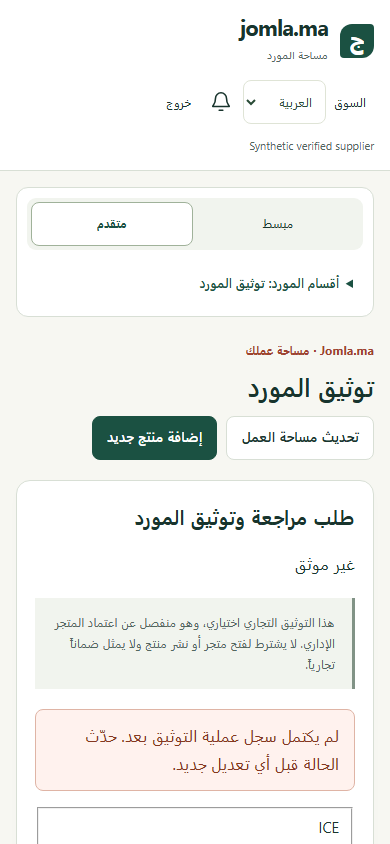 jomla.ma
ج
مساحة المورد
السوق
العربية
خروج
Synthetic verified supplier
مبسط
متقدم
أقسام المورد: توثيق المورد
Jomla.ma · مساحة عملك
توثيق المورد
تحديث مساحة العمل
إضافة منتج جديد
طلب مراجعة وتوثيق المورد
غير موثق
هذا التوثيق التجاري اختياري، وهو منفصل عن اعتماد المتجر
الإداري. لا يشترط لفتح متجر أو نشر منتج ولا يمثل ضماناً
تجارياً.
لم يكتمل سجل عملية التوثيق بعد. حدّث
الحالة قبل أي تعديل جديد.
ICE